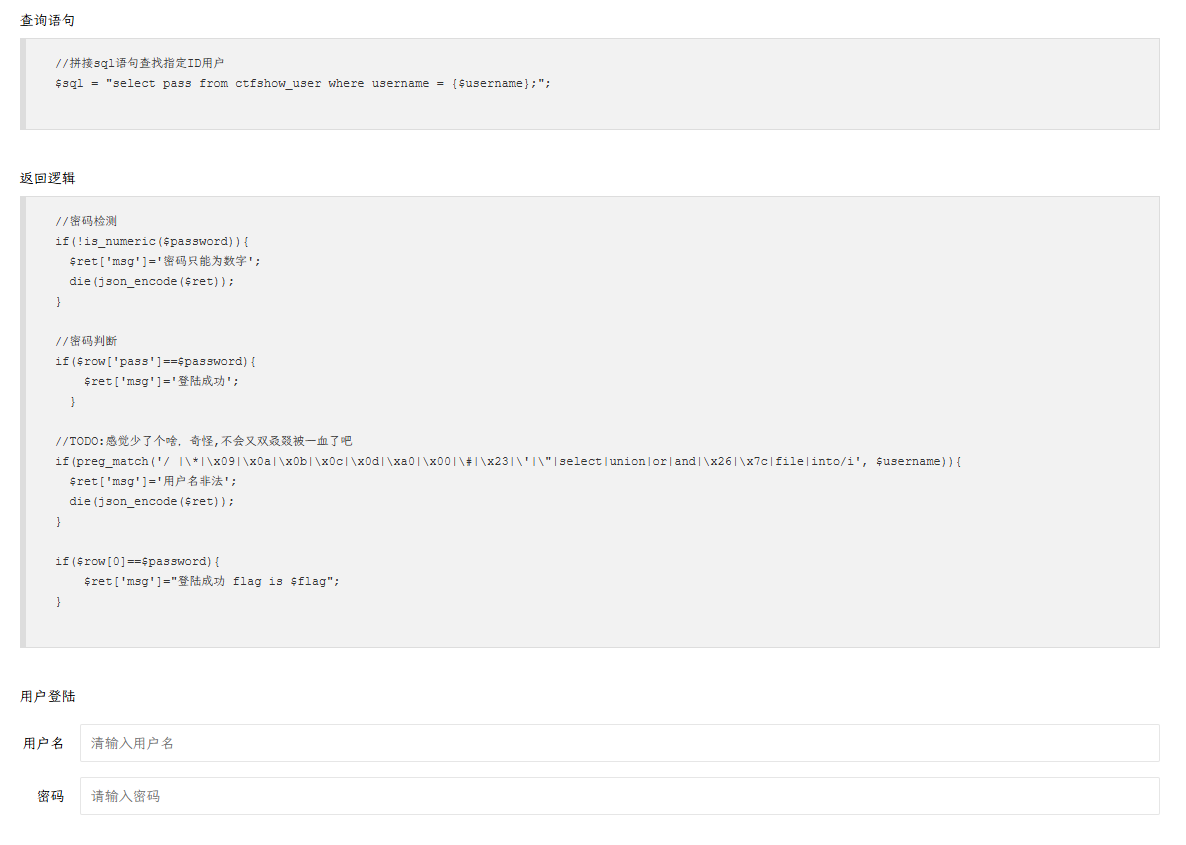 查询语句
//拼接sql语句查找指定ID用户
$sql = "select pass from ctfshow_user where username = {$username};";
返回逻辑
//密码检测
if(!is_numeric($password)){
$ret['msg']='密码只能为数字';
die(json_encode($ret));
}
//密码判断
if($row['pass']==$password){
$ret['msg']='登陆成功';
}
//TODO:感觉少了个啥，奇怪,不会又双叒叕被一血了吧
if(preg_match('/ |\*|\x09|\x0a|\x0b|\x0c|\x0d|\xa0|\x00|\#|\x23|\'|\"|select|union|or|and|\x26|\x7c|file|into/i', $username)){
$ret['msg']='用户名非法';
die(json_encode($ret));
}
if($row[0]==$password){
$ret['msg']="登陆成功 flag is $flag";
}
用户登陆
用户名 请输入用户名
密码 请输入密码